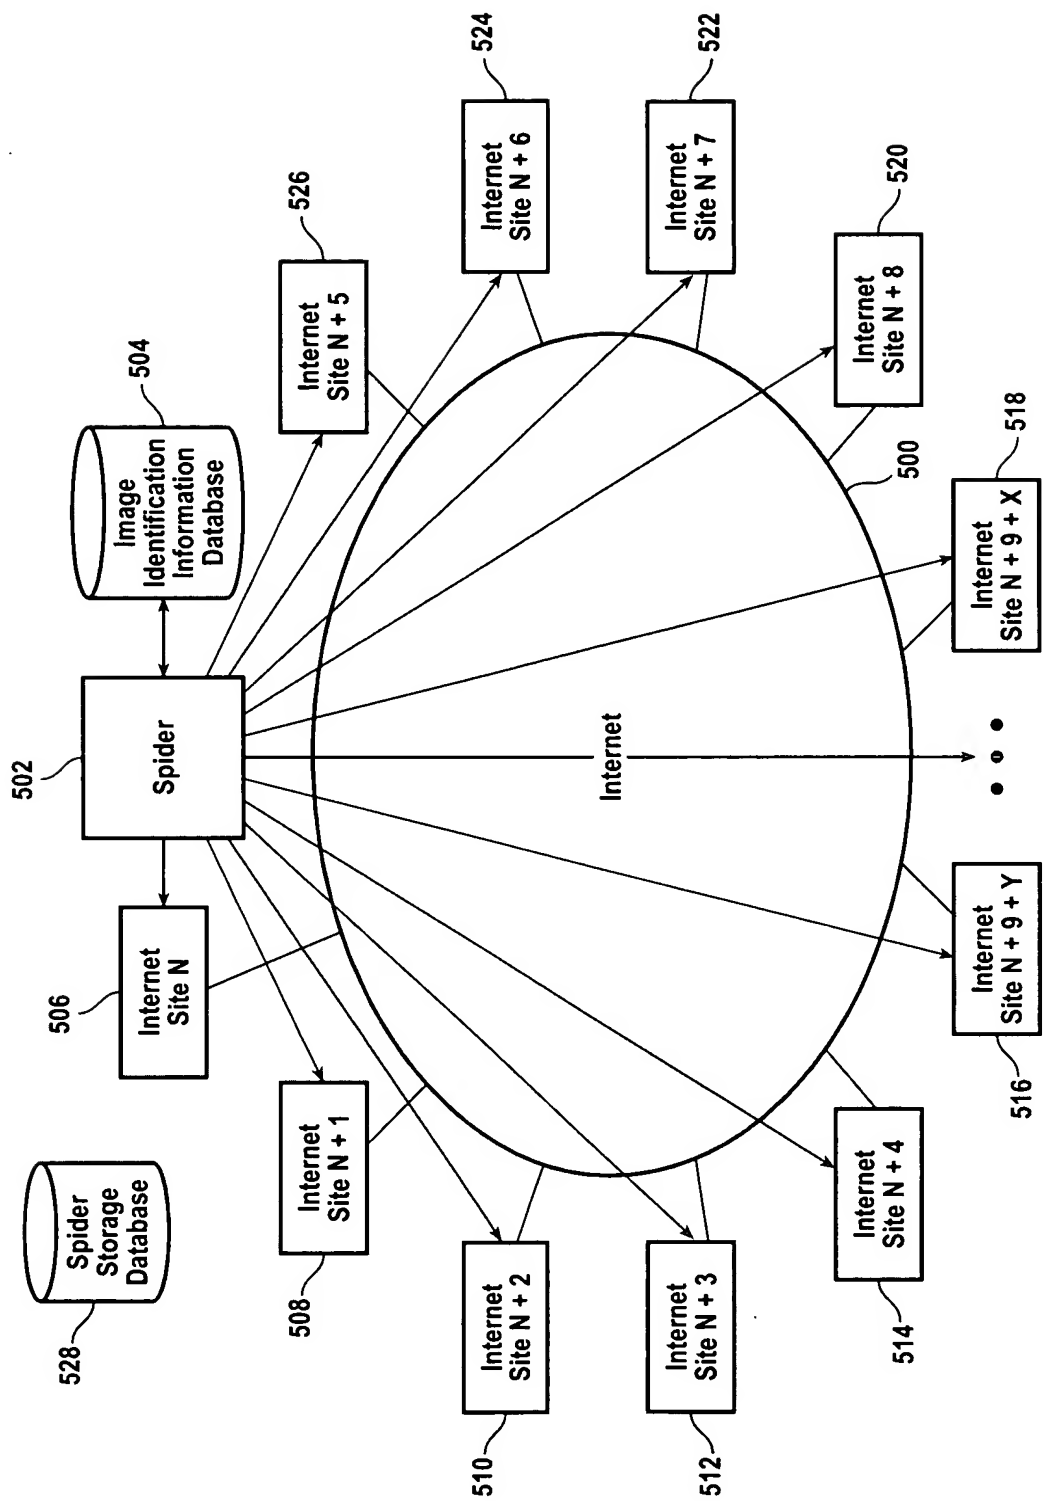 528
Spider
Storage
Database
506
Internet
Site N
502
Spider
504
Image
Identification
Information
Database
508
Internet
Site N + 1
526
Internet
Site N + 5
510
Internet
Site N + 2
524
Internet
Site N + 6
Internet
512
Internet
Site N + 3
522
Internet
Site N + 7
514
Internet
Site N + 4
500
520
Internet
Site N + 8
516
Internet
Site N + 9 + Y
518
Internet
Site N + 9 + X